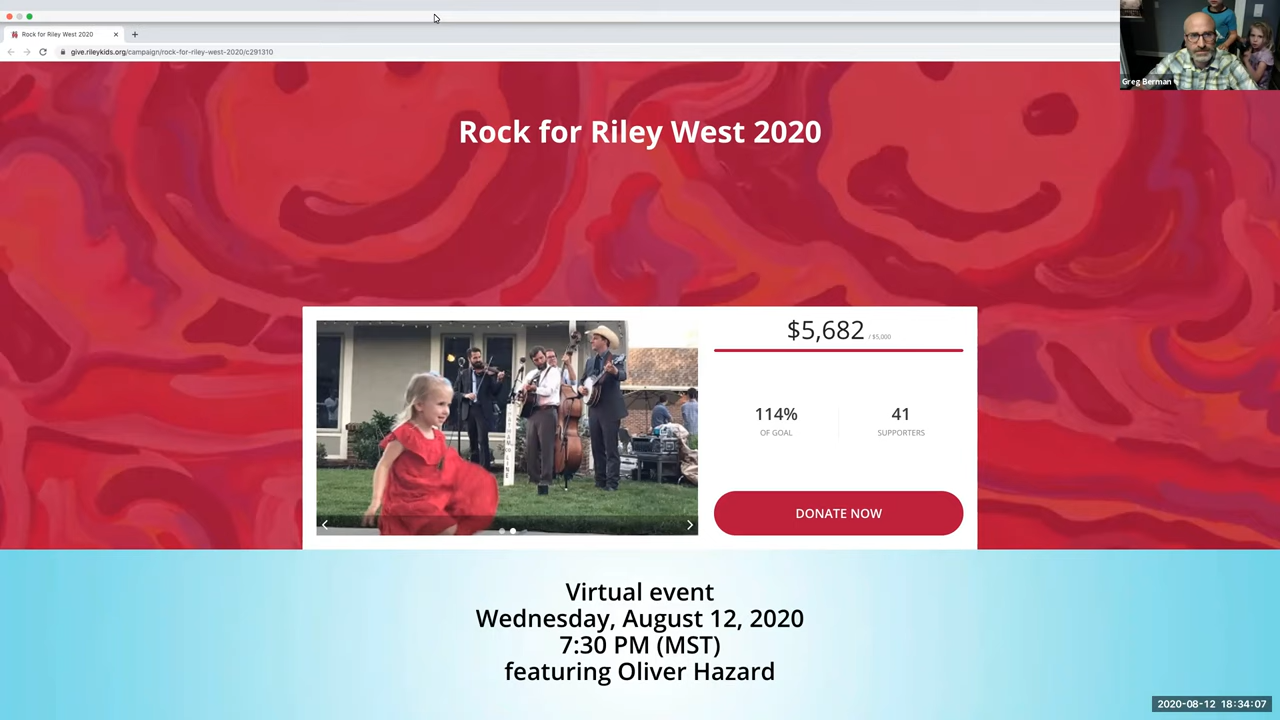 Rock for Riley West 2020
give.rileykids.org/campaign/rock-for-riley-west-2020/c291310
Greg Berman
Rock for Riley West 2020
$5,682 / $5,000
114%
OF GOAL
41
SUPPORTERS
DONATE NOW
Virtual event
Wednesday, August 12, 2020
7:30 PM (MST)
featuring Oliver Hazard
2020-08-12 18:34:07